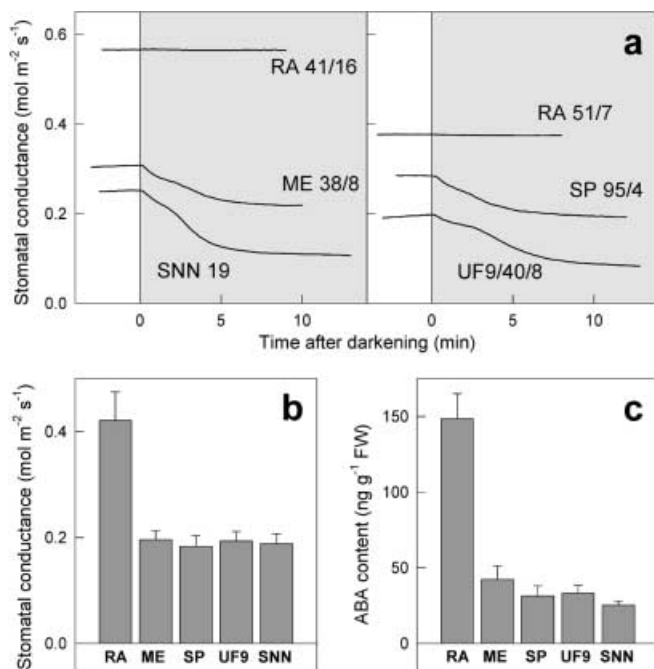 a
Stomatal conductance (mol m⁻² s⁻¹)
0.6
0.4
0.2
0.0
RA 41/16
ME 38/8
SNN 19
RA 51/7
SP 95/4
UF9/40/8
0 5 10 0 5 10
Time after darkening (min)
b
Stomatal conductance (mol m⁻² s⁻¹)
0.4
0.2
0.0
RA ME SP UF9 SNN
c
ABA content (ng g⁻¹ FW)
150
100
50
0
RA ME SP UF9 SNN